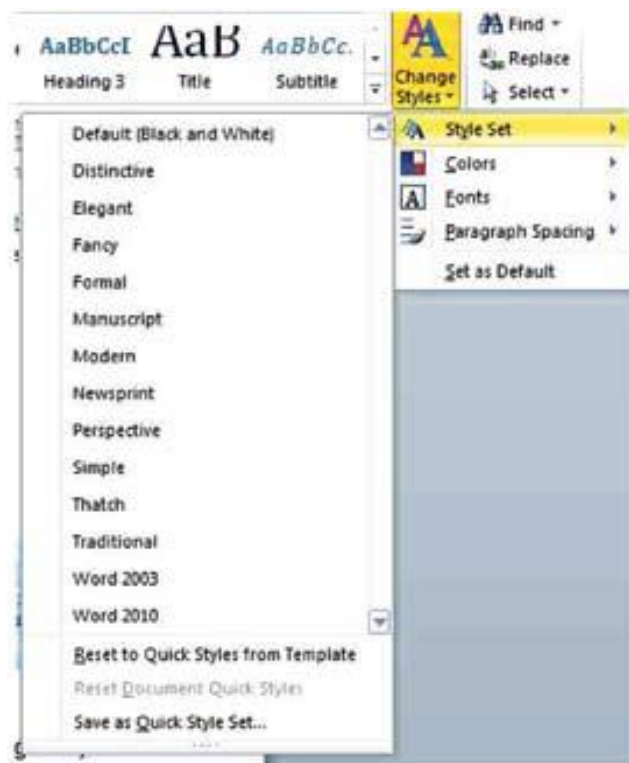 AaBbCcI AaB AaBbCc.
Heading 3 Title Subtitle
Change Styles
Find
Replace
Select
Style Set
Colors
Fonts
Paragraph Spacing
Set as Default
Default (Black and White)
Distinctive
Elegant
Fancy
Formal
Manuscript
Modern
Newsprint
Perspective
Simple
Thatch
Traditional
Word 2003
Word 2010
Reset to Quick Styles from Template
Reset Document Quick Styles
Save as Quick Style Set...